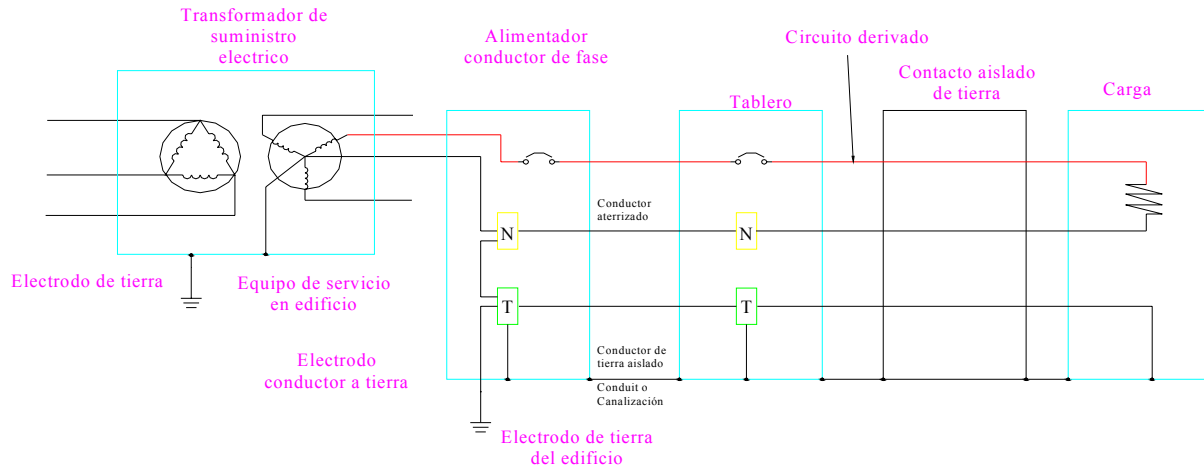 Transformador de
suministro
electrico
Alimentador
conductor de fase
Circuito derivado
Contacto aislado
de tierra
Carga
Tablero
Conductor
aterrizado
N
N
Electrodo de tierra
Equipo de servicio
en edificio
T
T
Electrodo
conductor a tierra
Conductor de
tierra aislado
Conduit o
Canalización
Electrodo de tierra
del edificio